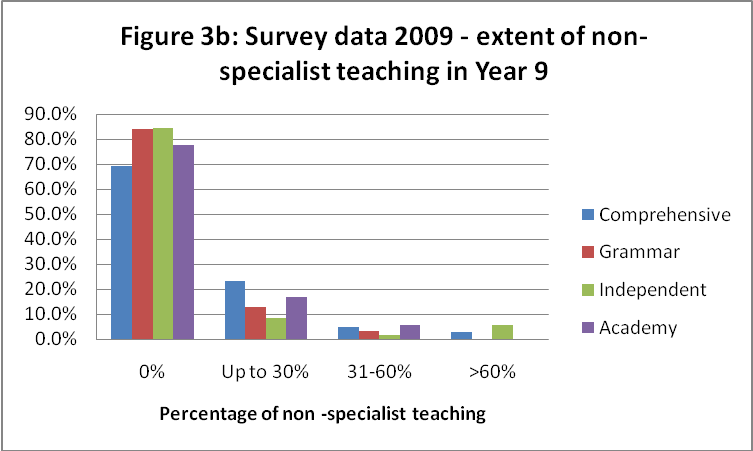 Figure 3b: Survey data 2009 - extent of non-
specialist teaching in Year 9
90.0%
80.0%
70.0%
60.0%
50.0%
40.0%
30.0%
20.0%
10.0%
0.0%
0%
Up to 30%
31-60%
>60%
Percentage of non -specialist teaching
Comprehensive
Grammar
Independent
Academy